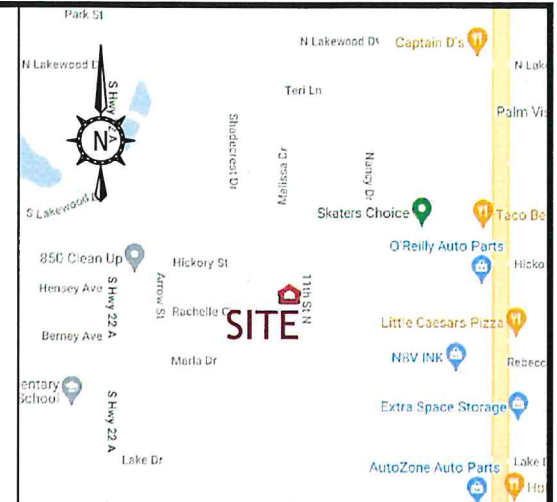 Park St
N Lakewood D
Captain D's
N Lakewood D
N Lak
S Hwy 22 A
Teri Ln
Palm Vis
Shadecrest Dr
Melissa
Nancy Dr
S Lakewood
Skaters Choice
Taco Be
O'Reilly Auto Parts
850 Clean Up
Hickory St
Hicko
Hensey Ave
S Hwy 22 A
Arrow St
Rachelle C
SITE
11th St N
Little Caesars Pizza
Berney Ave
N8V INK
Marla Dr
Rebecc
entary
School
S Hwy 22 A
Extra Space Storage
Lake Dr
Lake D
AutoZone Auto Parts
Ho
N